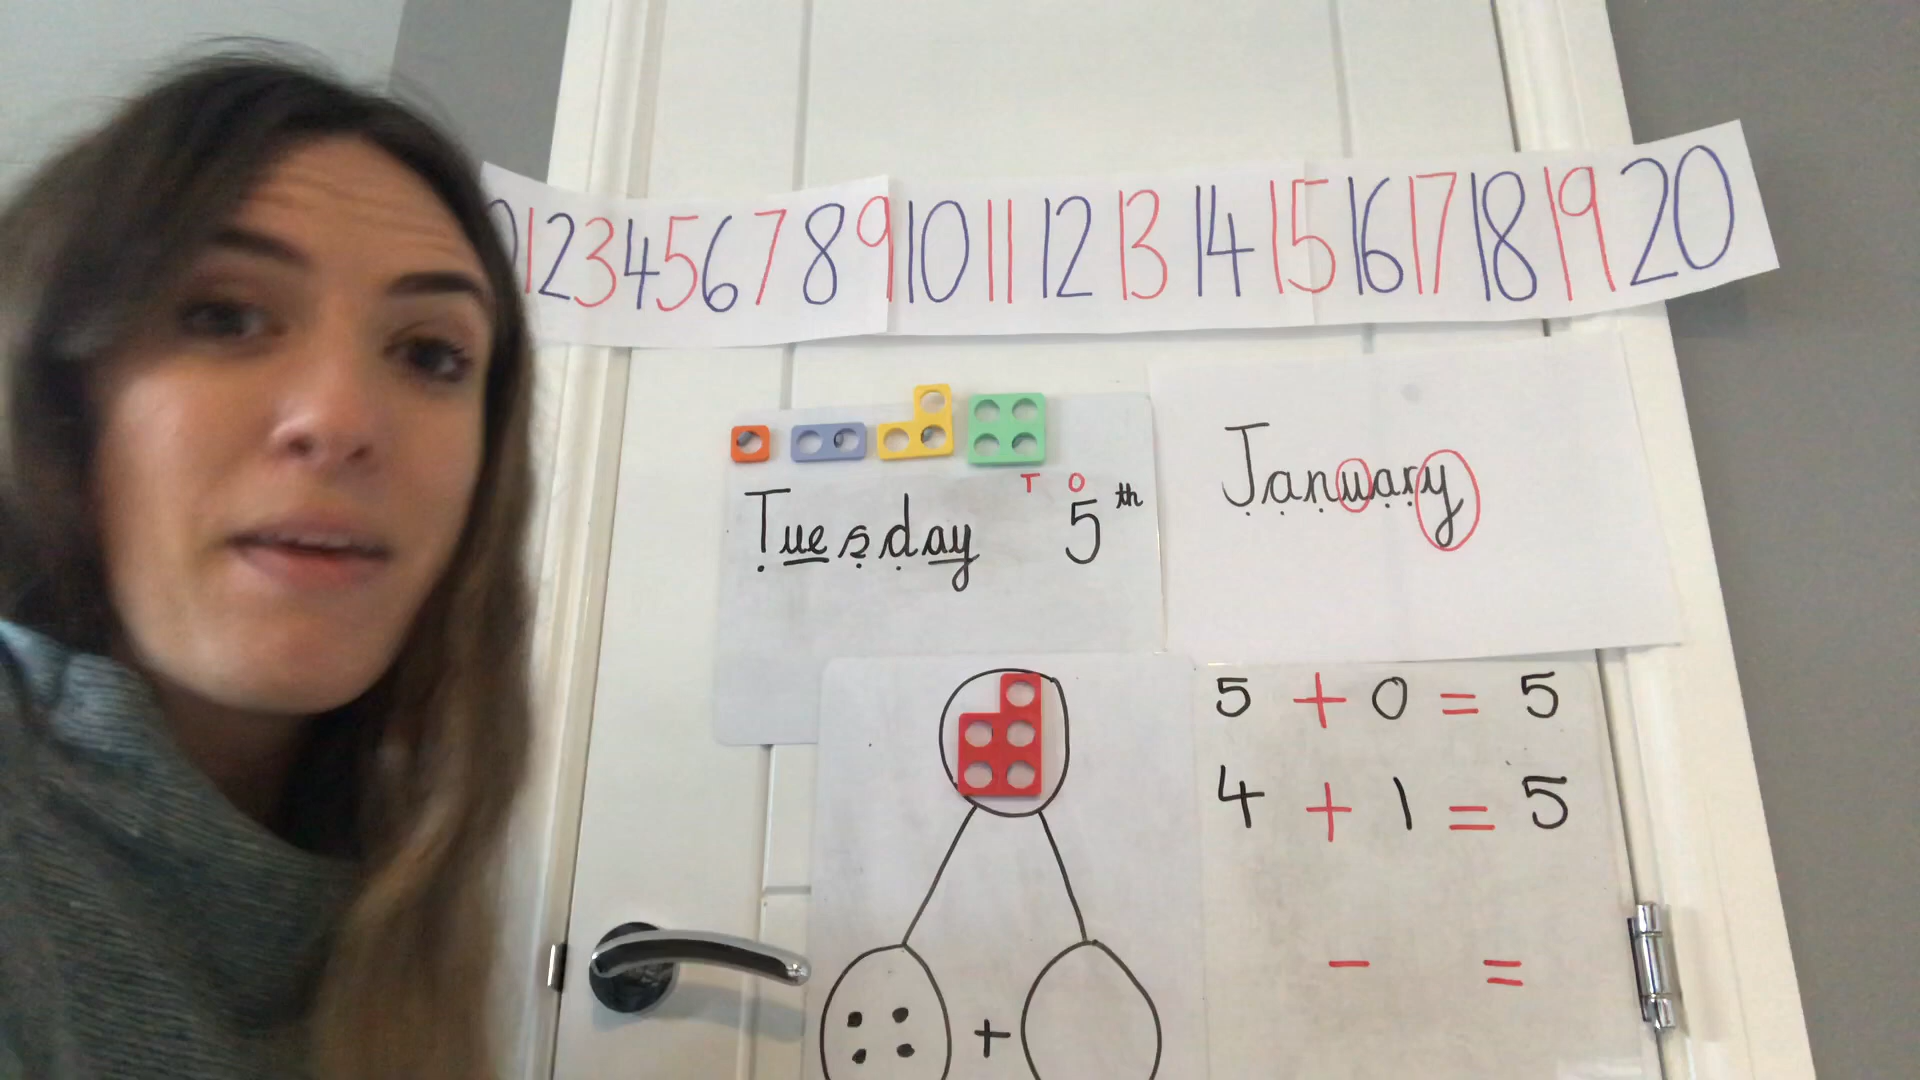 0 1 2 3 4 5 6 7 8 9 10 11 12 13 14 15 16 17 18 19 20
T O
Tuesday 5th
January
5 + 0 = 5
4 + 1 = 5
- =
+